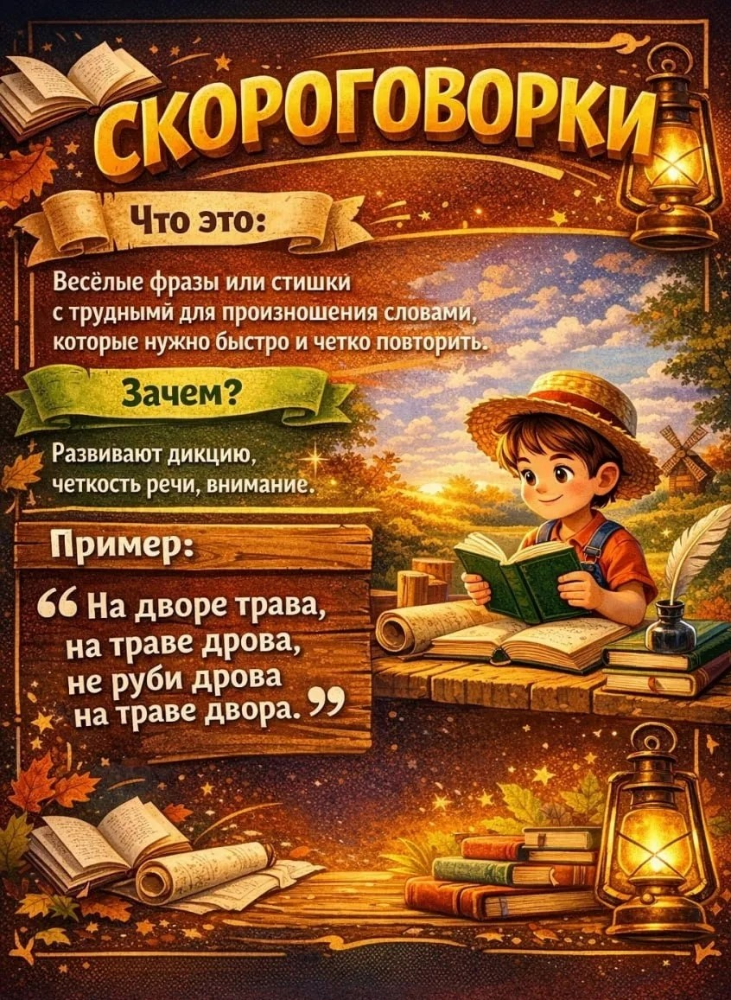 СКОРОГОВОРКИ
Что это:
Весёлые фразы или стишки
с труднымй для произношения словами,
которые нужно быстро и четко повторить.
Зачем?
Развивают дикцию,
четкость речи, внимание.
Пример:
“ На дворе трава,
на траве дрова,
не руби дрова
на траве двора. ”